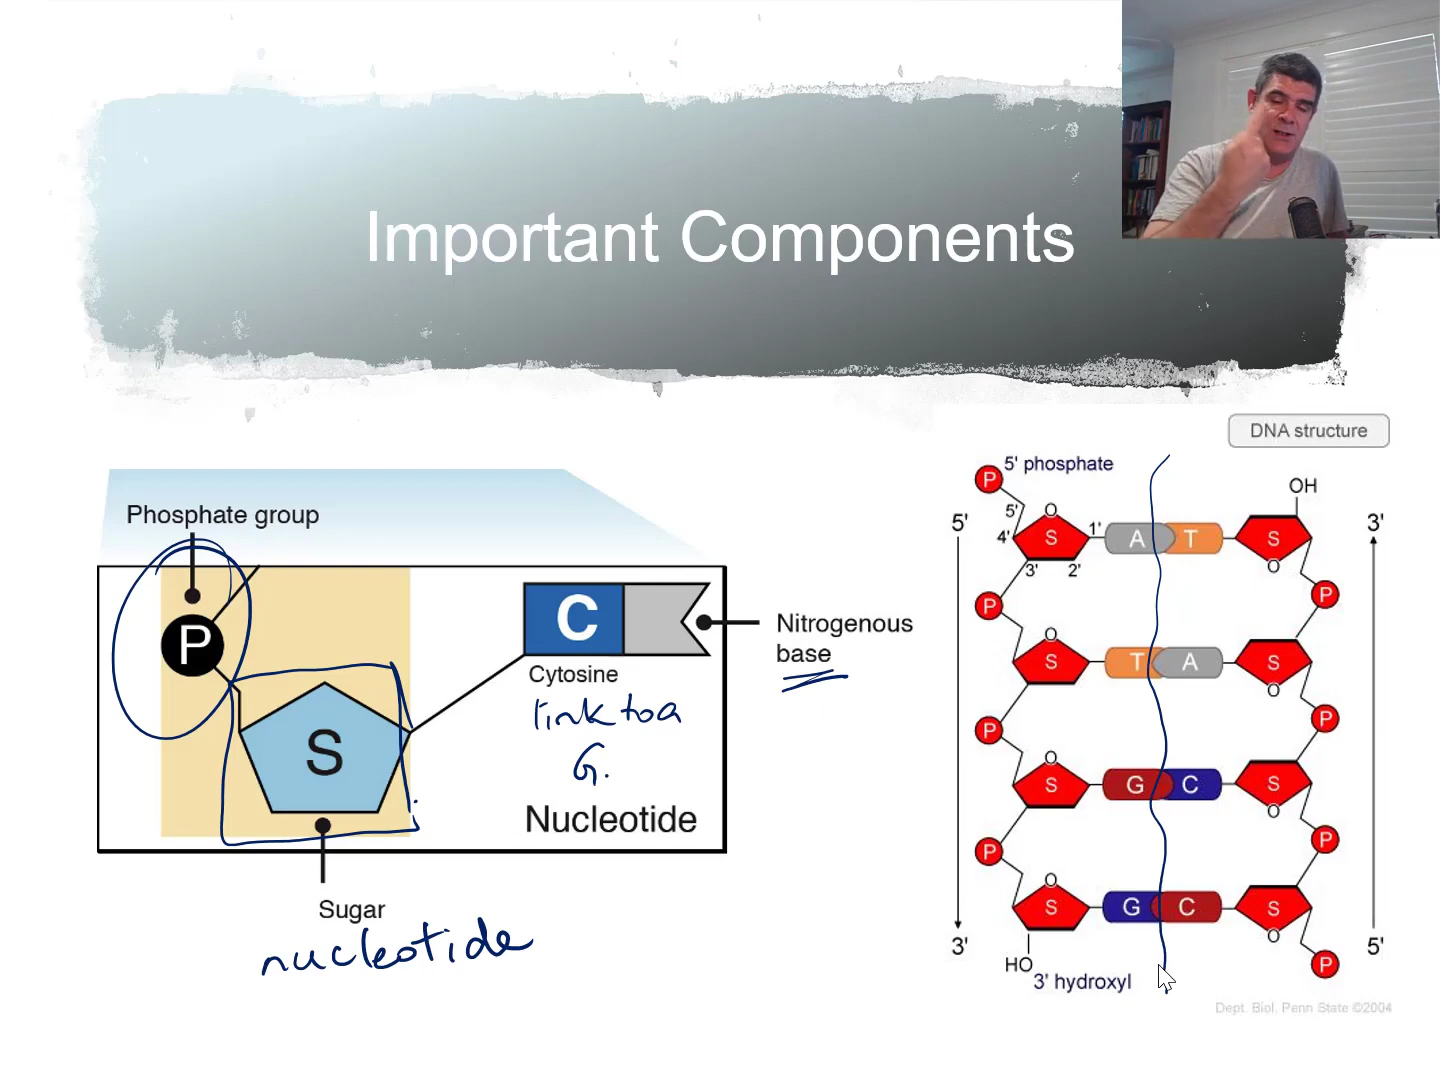 Important Components
Phosphate group
P
S
C
Cytosine
link to a
G.
Nucleotide
Nitrogenous
base
Sugar
nucleotide
DNA structure
5' phosphate
P
5'
5'
O
4'
S
1'
3'
2'
A T
S
O
OH
3'
P
P
O
S
T A
S
O
P
P
O
S
G C
S
O
P
P
O
S
G C
S
O
3'
HO
3' hydroxyl
P
5'
Dept. Biol. Penn State ©2004